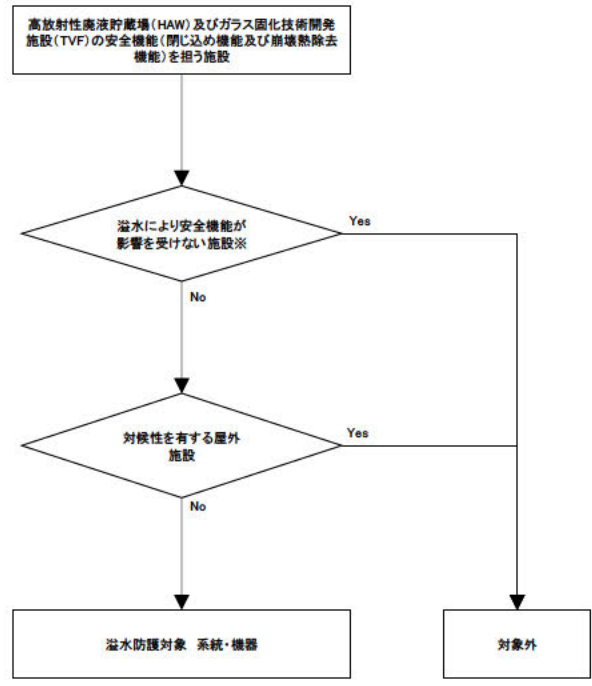 高放射性廃液貯蔵場(HAW)及びガラス固化技術開発
施設(TVF)の安全機能(閉じ込め機能及び崩壊熱除去
機能)を担う施設
溢水により安全機能が
影響を受けない施設※
Yes
No
対候性を有する屋外
施設
Yes
No
溢水防護対象 系統・機器
対象外